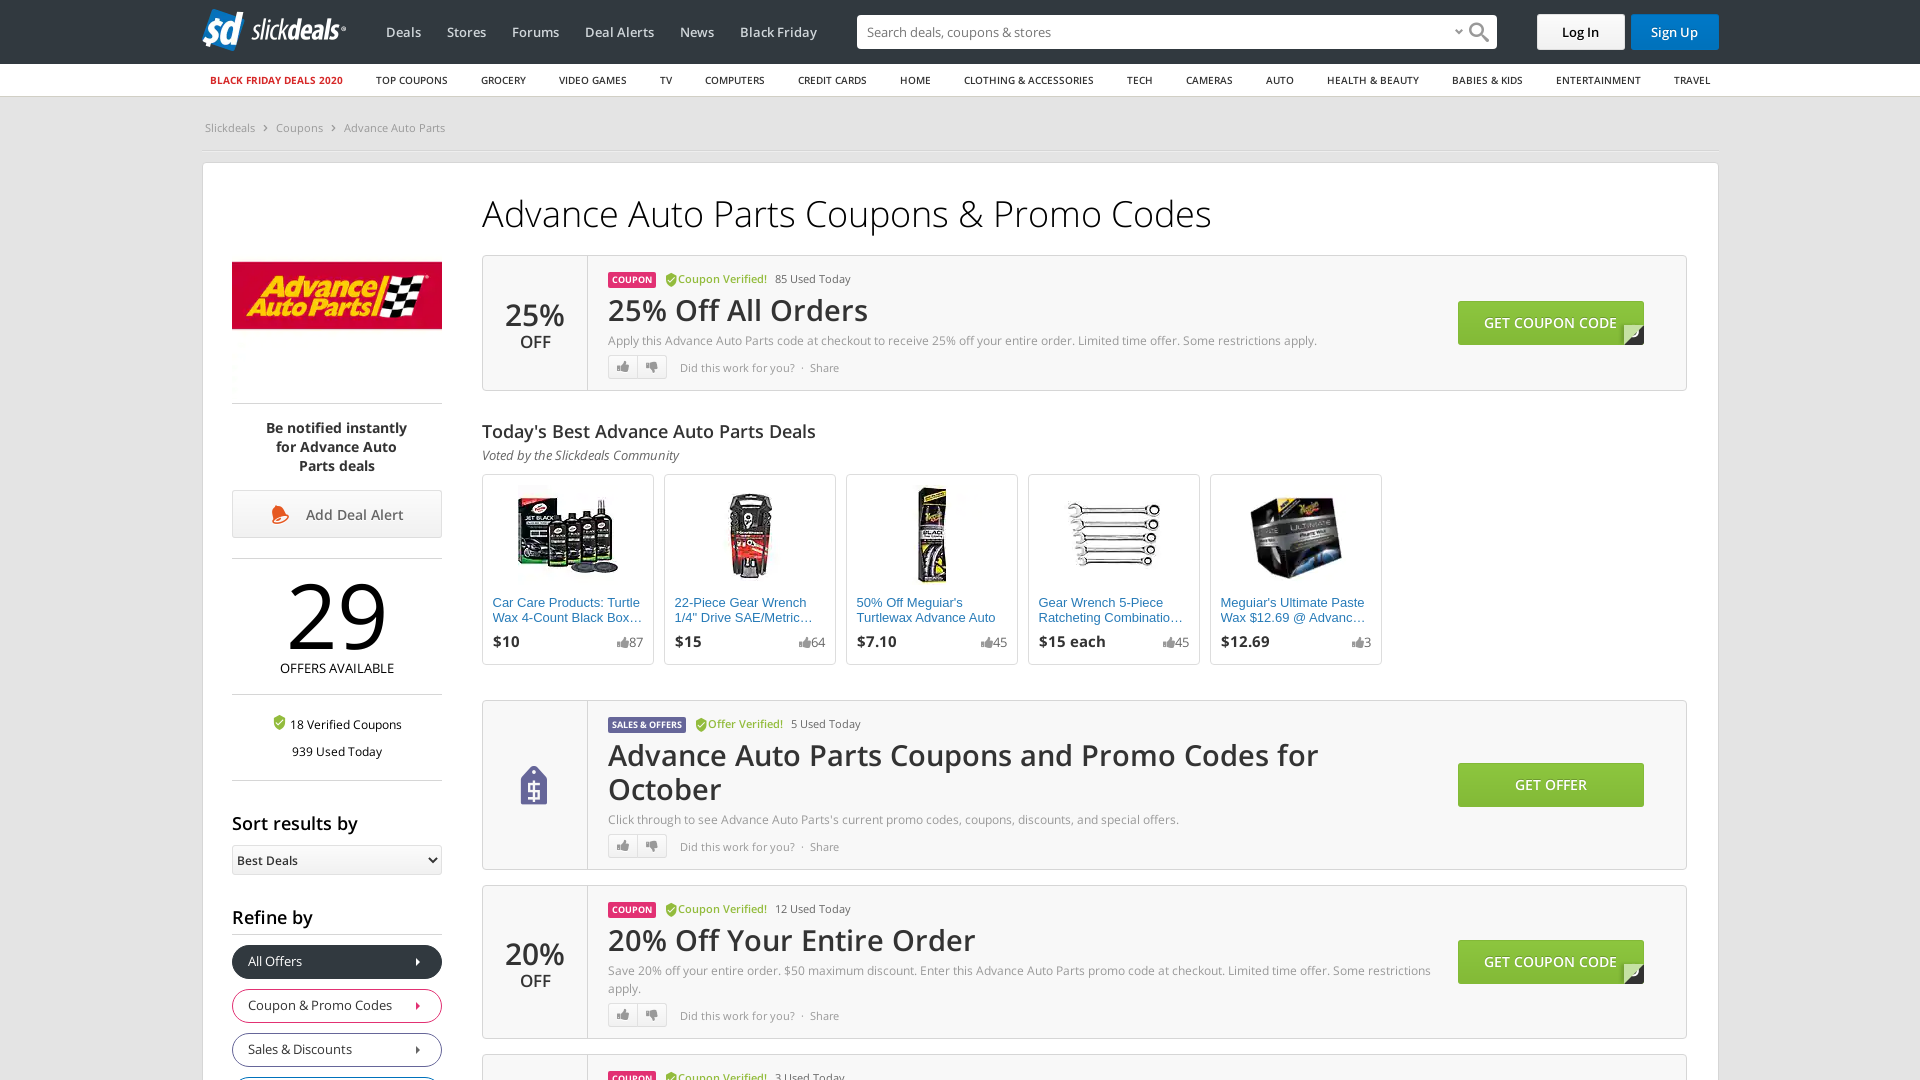 sd slickdeals
Deals Stores Forums Deal Alerts News Black Friday
Search deals, coupons & stores
Log In
Sign Up
BLACK FRIDAY DEALS 2020 TOP COUPONS GROCERY VIDEO GAMES TV COMPUTERS CREDIT CARDS HOME CLOTHING & ACCESSORIES TECH CAMERAS AUTO HEALTH & BEAUTY BABIES & KIDS ENTERTAINMENT TRAVEL
Slickdeals > Coupons > Advance Auto Parts
Advance
Auto Parts
Be notified instantly
for Advance Auto
Parts deals
Add Deal Alert
29
OFFERS AVAILABLE
18 Verified Coupons
939 Used Today
Sort results by
Best Deals
Refine by
All Offers
Coupon & Promo Codes
Sales & Discounts
Advance Auto Parts Coupons & Promo Codes
25%
OFF
COUPON Coupon Verified! 85 Used Today
25% Off All Orders
Apply this Advance Auto Parts code at checkout to receive 25% off your entire order. Limited time offer. Some restrictions apply.
Did this work for you? · Share
GET COUPON CODE
Today's Best Advance Auto Parts Deals
Voted by the Slickdeals Community
JET BLACK
Car Care Products: Turtle
Wax 4-Count Black Box...
$10 87
22-Piece Gear Wrench
1/4" Drive SAE/Metric...
$15 64
50% Off Meguiar's
Turtlewax Advance Auto
$7.10 45
Gear Wrench 5-Piece
Ratcheting Combinatio...
$15 each 45
ULTIMATE
Meguiar's Ultimate Paste
Wax $12.69 @ Advanc...
$12.69 3
SALES & OFFERS Offer Verified! 5 Used Today
Advance Auto Parts Coupons and Promo Codes for
October
Click through to see Advance Auto Parts's current promo codes, coupons, discounts, and special offers.
Did this work for you? · Share
GET OFFER
20%
OFF
COUPON Coupon Verified! 12 Used Today
20% Off Your Entire Order
Save 20% off your entire order. $50 maximum discount. Enter this Advance Auto Parts promo code at checkout. Limited time offer. Some restrictions
apply.
Did this work for you? · Share
GET COUPON CODE
COUPON Coupon Verified! 3 Used Today